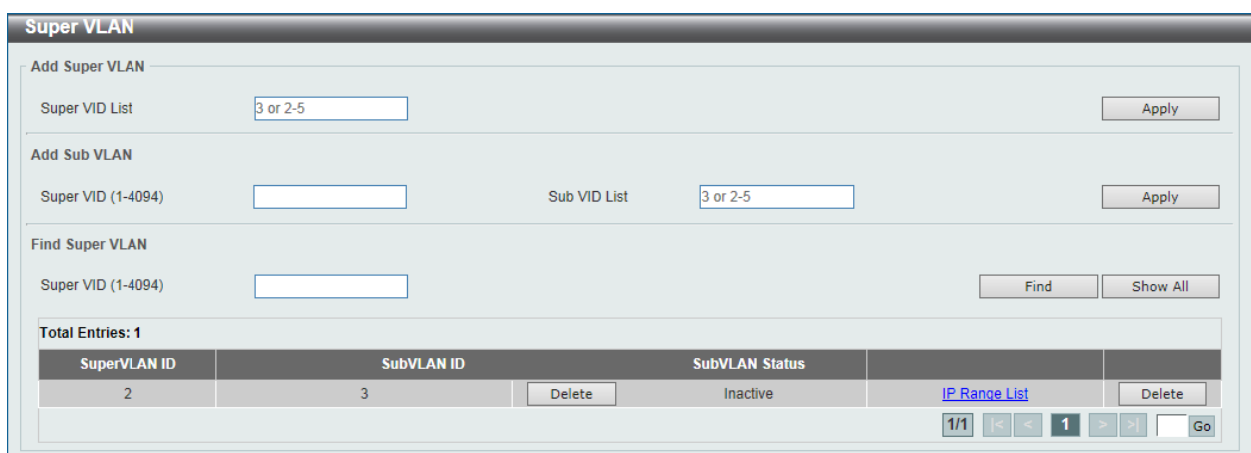 Super VLAN
Add Super VLAN
Super VID List 3 or 2-5 Apply
Add Sub VLAN
Super VID (1-4094) Sub VID List 3 or 2-5 Apply
Find Super VLAN
Super VID (1-4094) Find Show All
Total Entries: 1
SuperVLAN ID SubVLAN ID SubVLAN Status
2 3 Delete Inactive IP Range List Delete
1/1 |< < 1 > >| Go